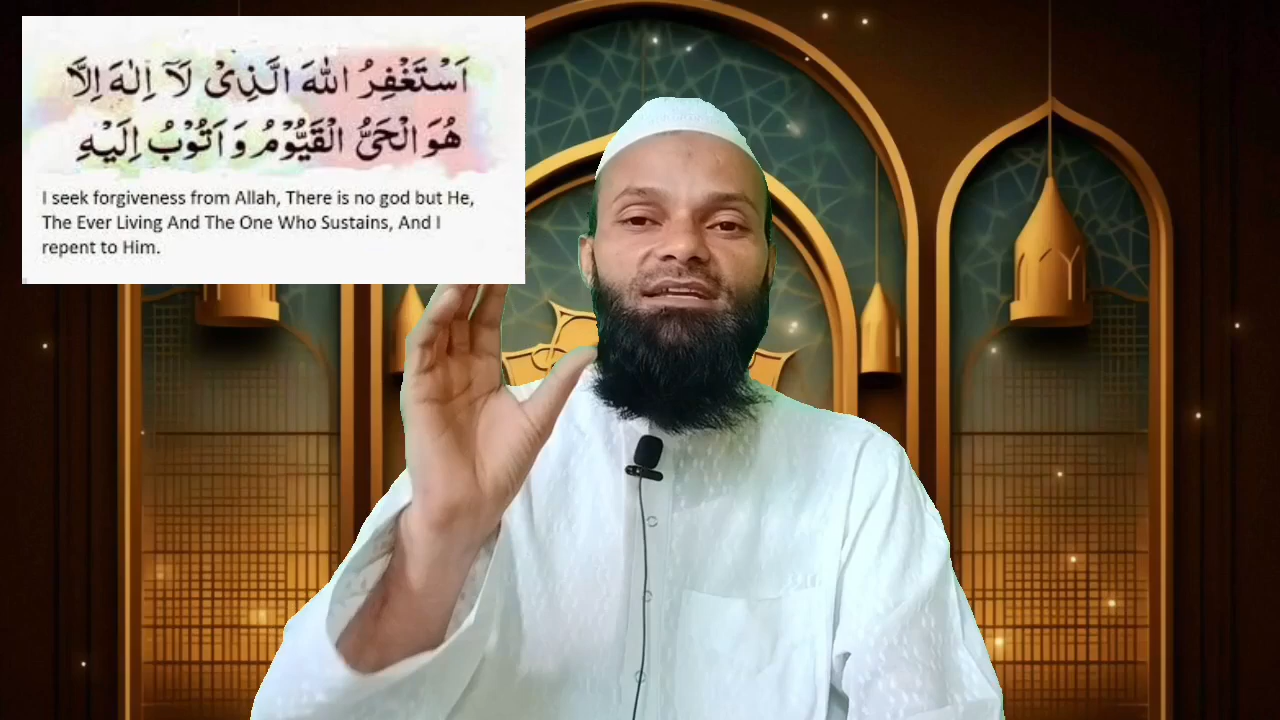 اَسْتَغْفِرُ اللهَ الَّذِىْ لَآ اِلٰهَ اِلَّا
هُوَ الْحَىُّ الْقَيُّوْمُ وَ اَتُوْبُ اِلَيْهِ
I seek forgiveness from Allah, There is no god but He,
The Ever Living And The One Who Sustains, And I
repent to Him.